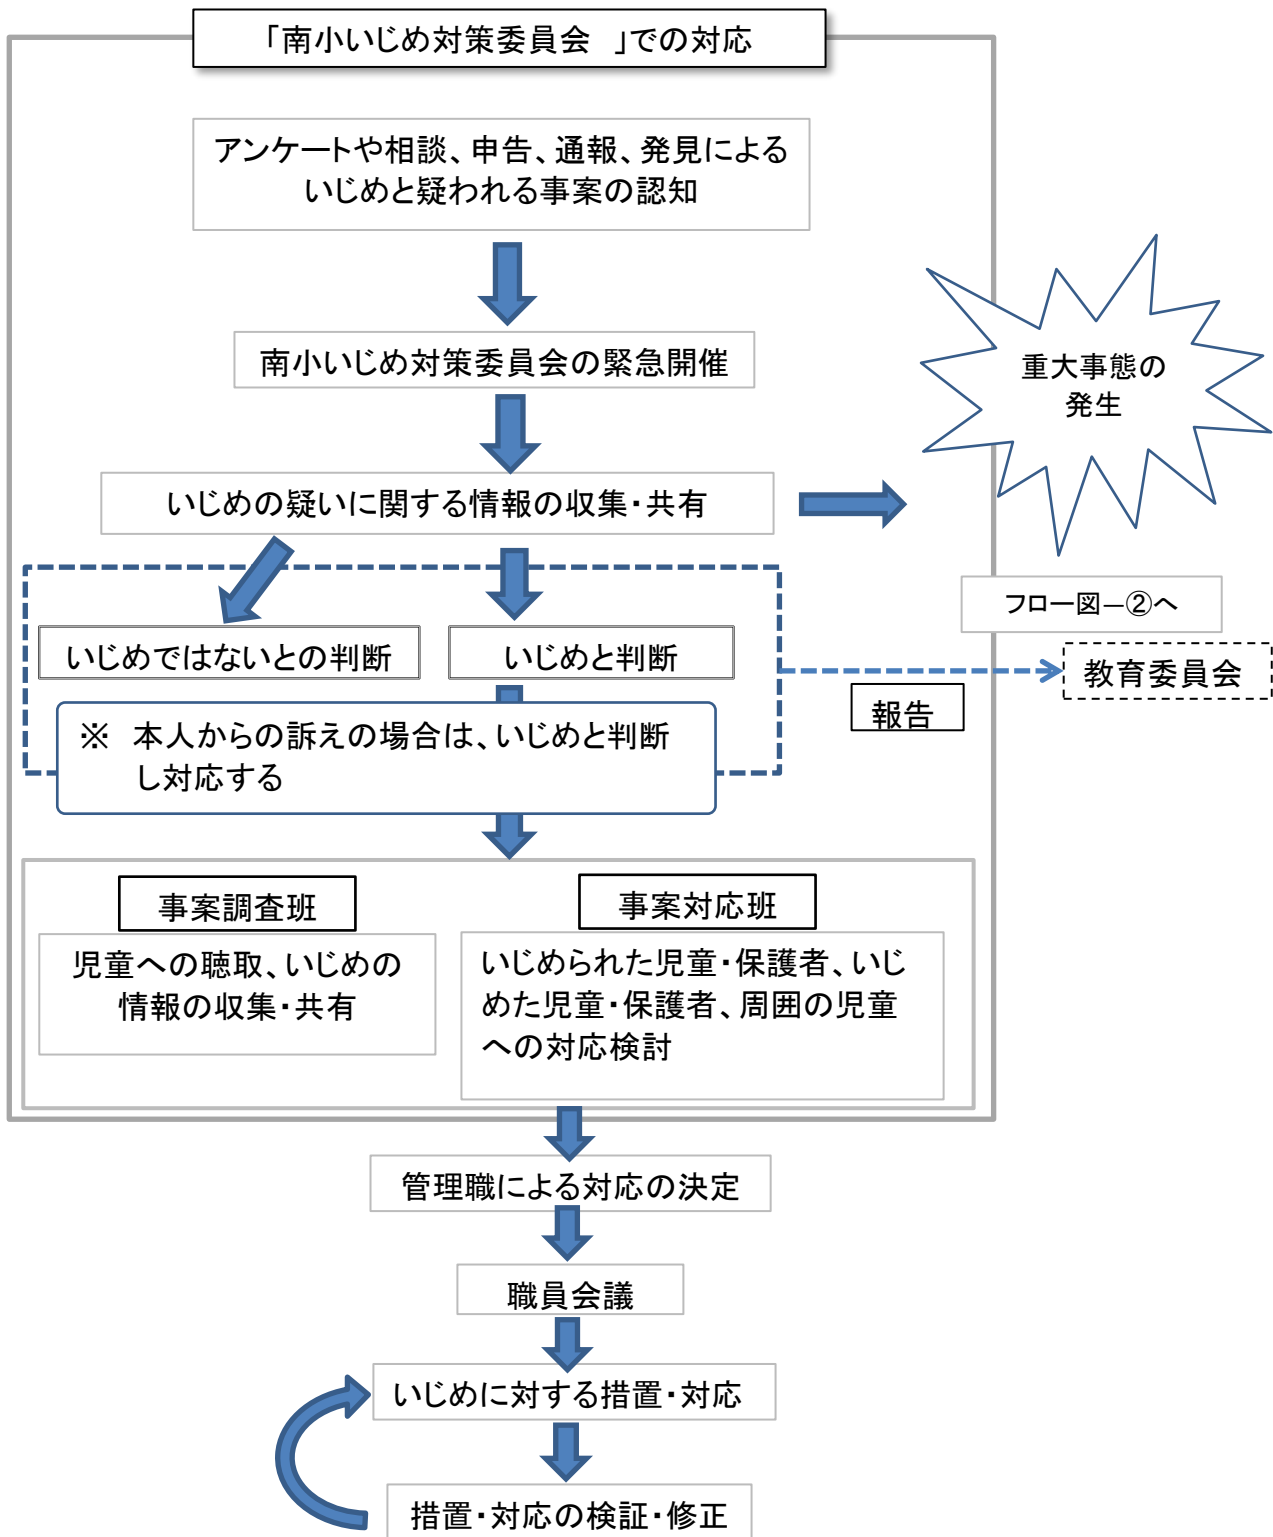 「南小いじめ対策委員会　」での対応
アンケートや相談、申告、通報、発見による
いじめと疑われる事案の認知
南小いじめ対策委員会の緊急開催
重大事態の
発生
いじめの疑いに関する情報の収集・共有
フロー図―②へ
いじめではないとの判断
いじめと判断
教育委員会
報告
※　本人からの訴えの場合は、いじめと判断
し対応する
事案調査班
児童への聴取、いじめの
情報の収集・共有
事案対応班
いじめられた児童・保護者、いじ
めた児童・保護者、周囲の児童
への対応検討
管理職による対応の決定
職員会議
いじめに対する措置・対応
措置・対応の検証・修正